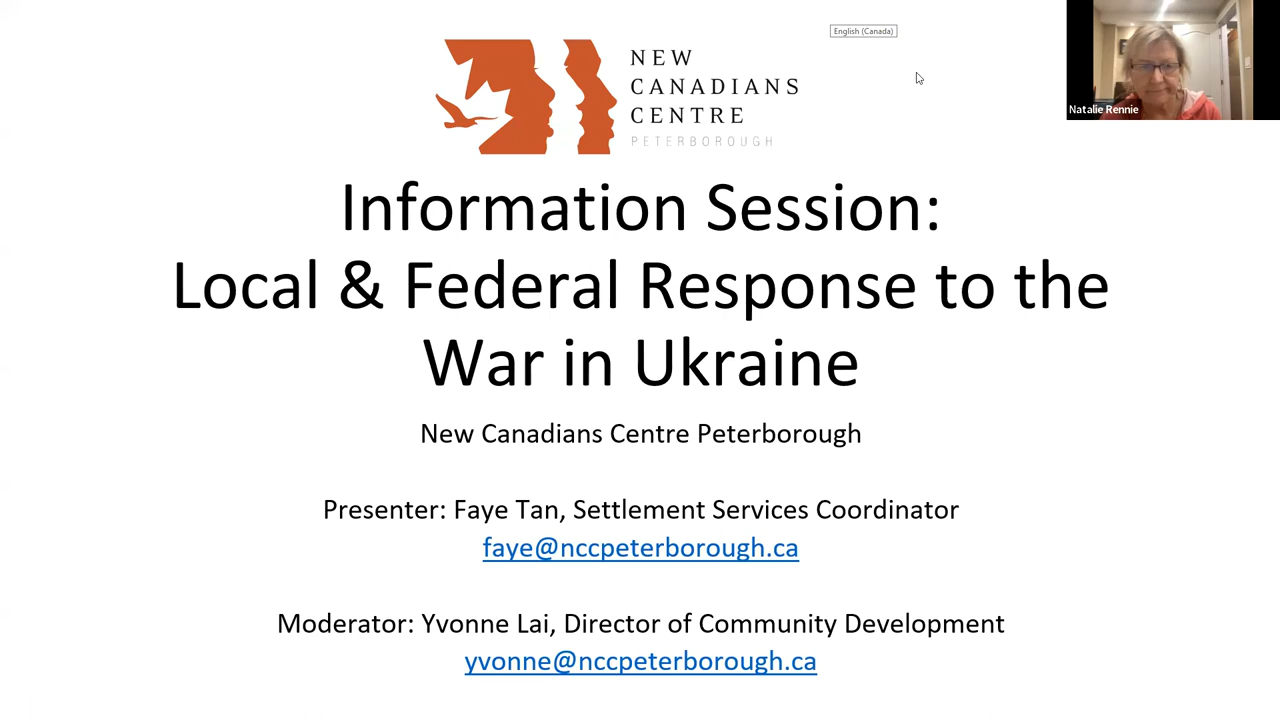 English (Canada)
NEW
CANADIANS
CENTRE
PETERBOROUGH
Natalie Rennie
Information Session:
Local & Federal Response to the
War in Ukraine
New Canadians Centre Peterborough
Presenter: Faye Tan, Settlement Services Coordinator
faye@nccpeterborough.ca
Moderator: Yvonne Lai, Director of Community Development
yvonne@nccpeterborough.ca